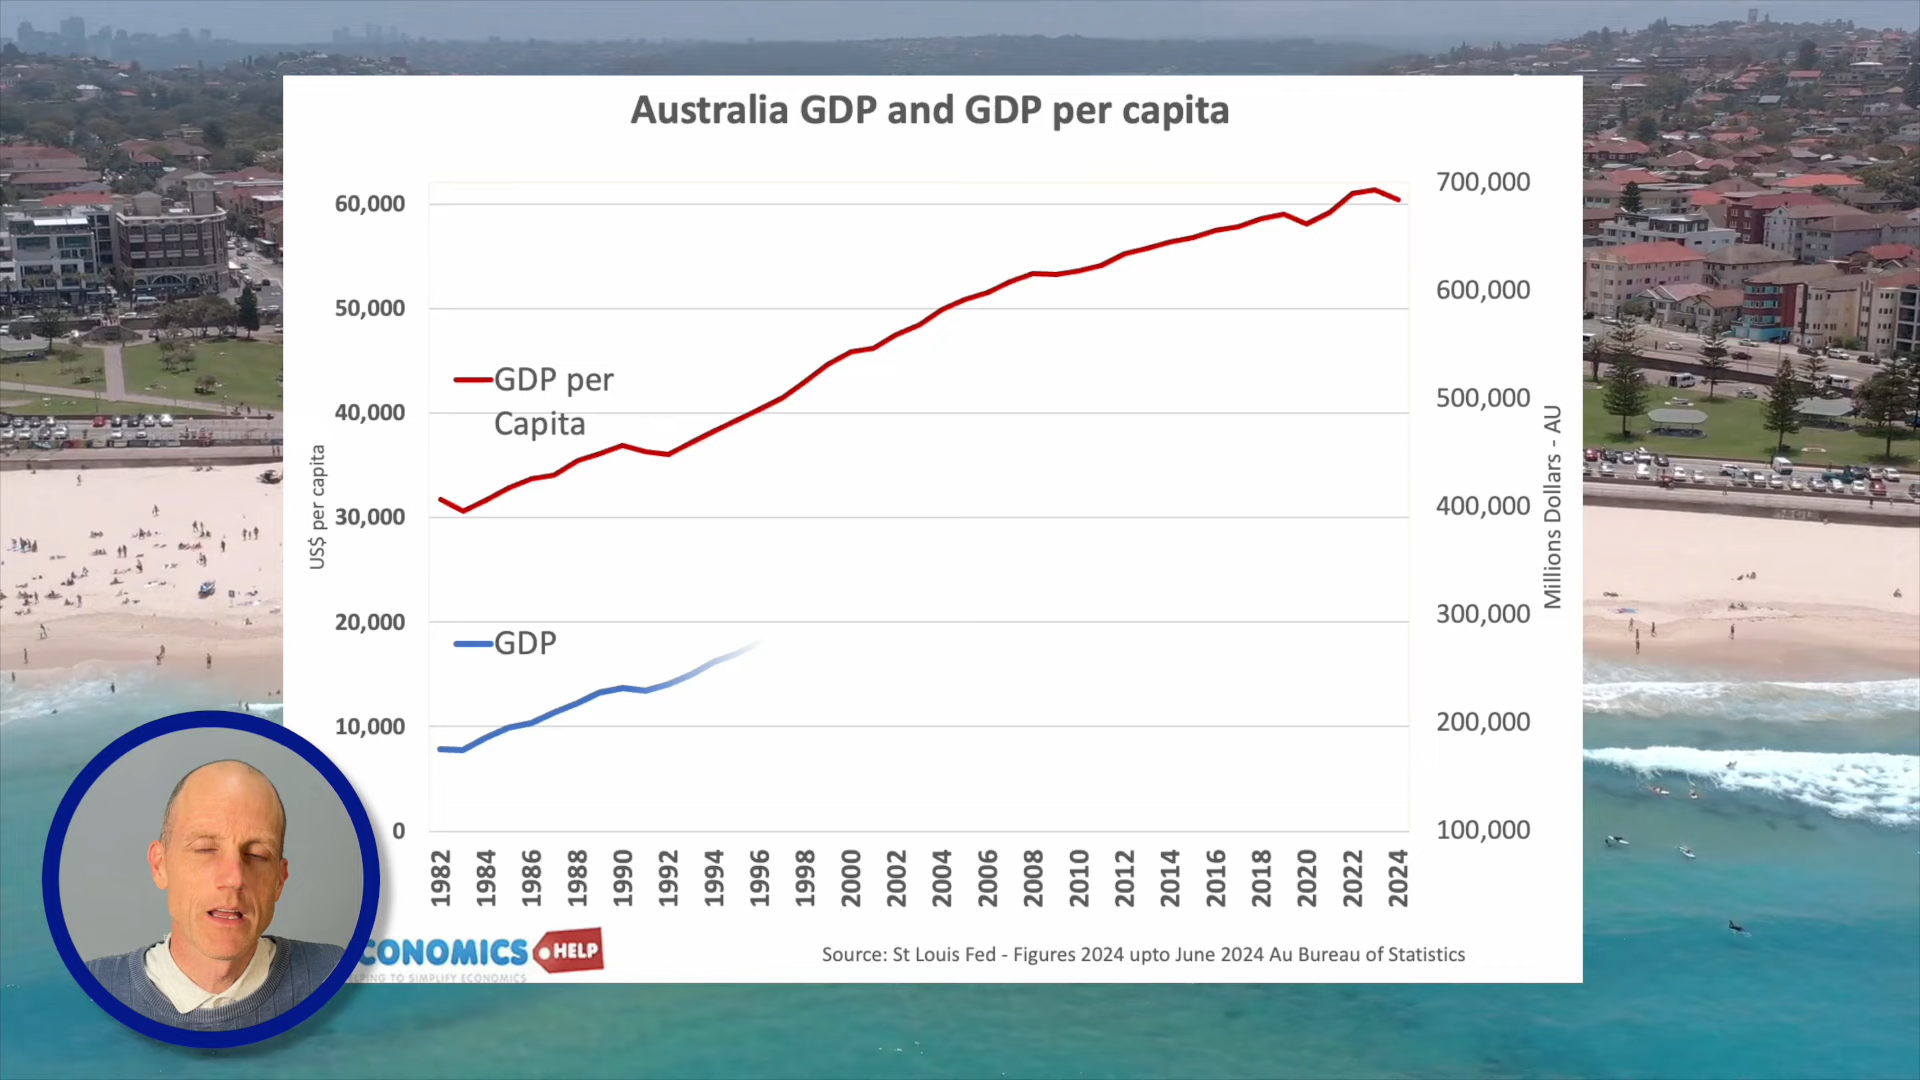 Australia GDP and GDP per capita
60,000
50,000
40,000
30,000
20,000
10,000
0
US$ per capita
GDP per
Capita
GDP
700,000
600,000
500,000
400,000
300,000
200,000
100,000
Millions Dollars - AU
1982 1984 1986 1988 1990 1992 1994 1996 1998 2000 2002 2004 2006 2008 2010 2012 2014 2016 2018 2020 2022 2024
CONOMICS HELP
PING TO SIMPLIFY ECONOMICS
Source: St Louis Fed - Figures 2024 upto June 2024 Au Bureau of Statistics